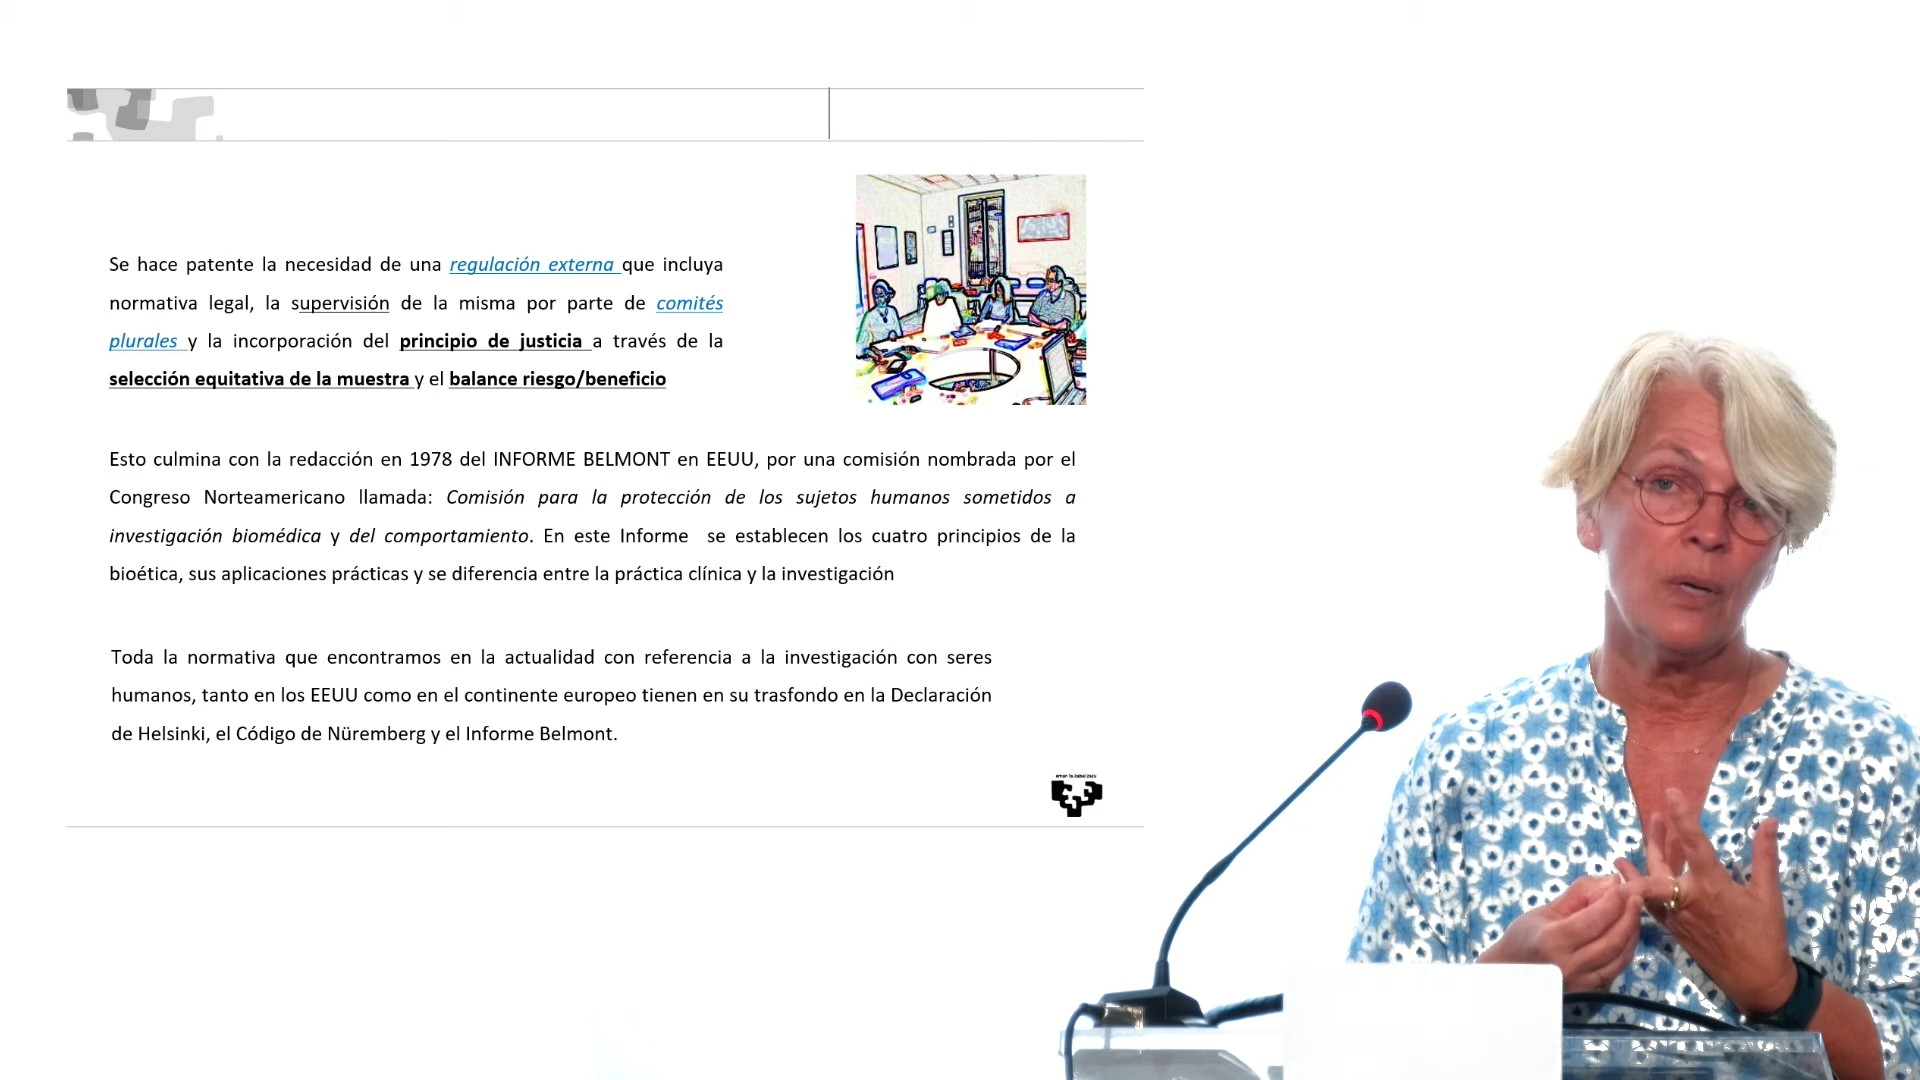 Se hace patente la necesidad de una regulación externa que incluya
normativa legal, la supervisión de la misma por parte de comités
plurales y la incorporación del principio de justicia a través de la
selección equitativa de la muestra y el balance riesgo/beneficio
Esto culmina con la redacción en 1978 del INFORME BELMONT en EEUU, por una comisión nombrada por el
Congreso Norteamericano llamada: Comisión para la protección de los sujetos humanos sometidos a
investigación biomédica y del comportamiento. En este Informe se establecen los cuatro principios de la
bioética, sus aplicaciones prácticas y se diferencia entre la práctica clínica y la investigación
Toda la normativa que encontramos en la actualidad con referencia a la investigación con seres
humanos, tanto en los EEUU como en el continente europeo tienen en su trasfondo en la Declaración
de Helsinki, el Código de Nüremberg y el Informe Belmont.
eman ta zabal zazu